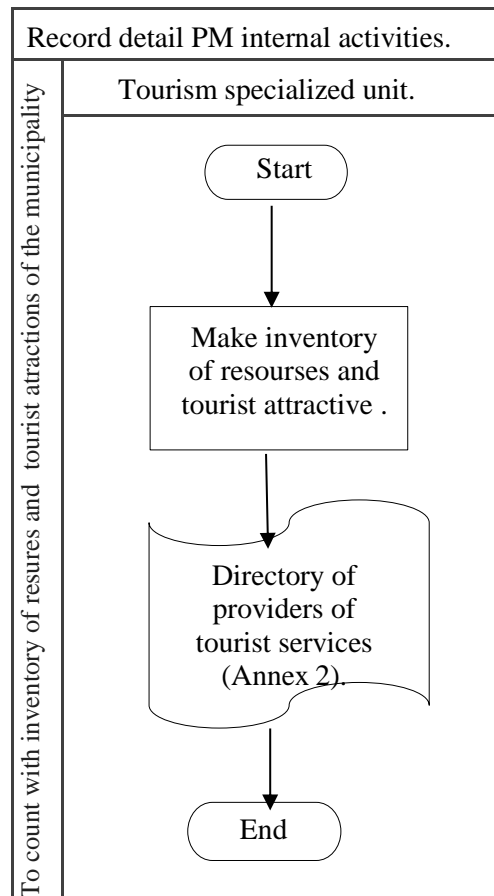 Record detail PM internal activities.
To count with inventory of resures and tourist atractions of the municipality
Tourism specialized unit.
Start
Make inventory
of resourses and
tourist attractive .
Directory of
providers of
tourist services
(Annex 2).
End